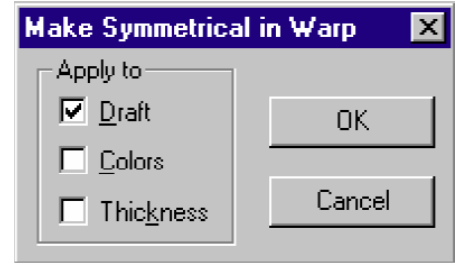 Make Symmetrical in Warp
Apply to
Draft
Colors
Thickness
OK
Cancel